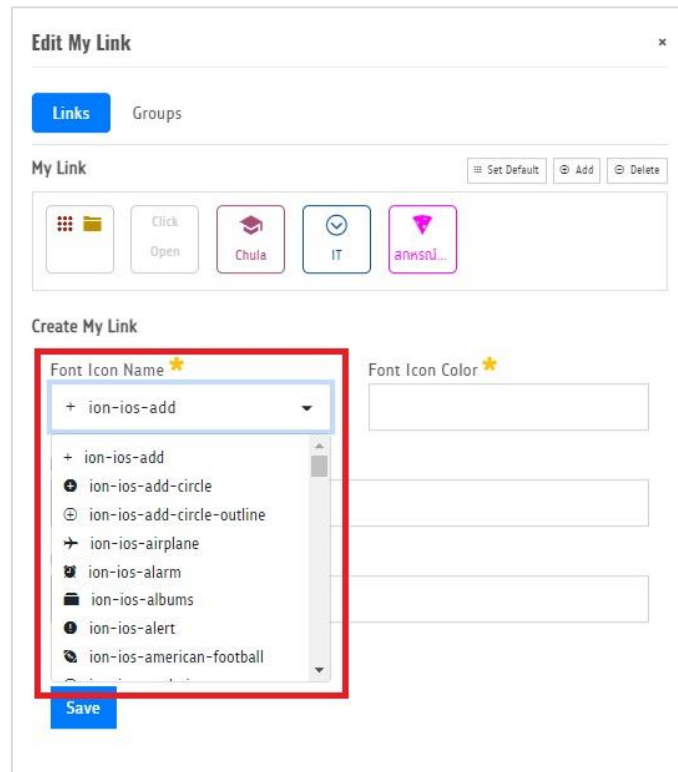 Edit My Link
×
Links
Groups
My Link
Set Default
Add
Delete
Click
Open
Chula
IT
สหกรณ์...
Create My Link
Font Icon Name *
Font Icon Color *
ion-ios-add
ion-ios-add
ion-ios-add-circle
ion-ios-add-circle-outline
ion-ios-airplane
ion-ios-alarm
ion-ios-albums
ion-ios-alert
ion-ios-american-football
Save